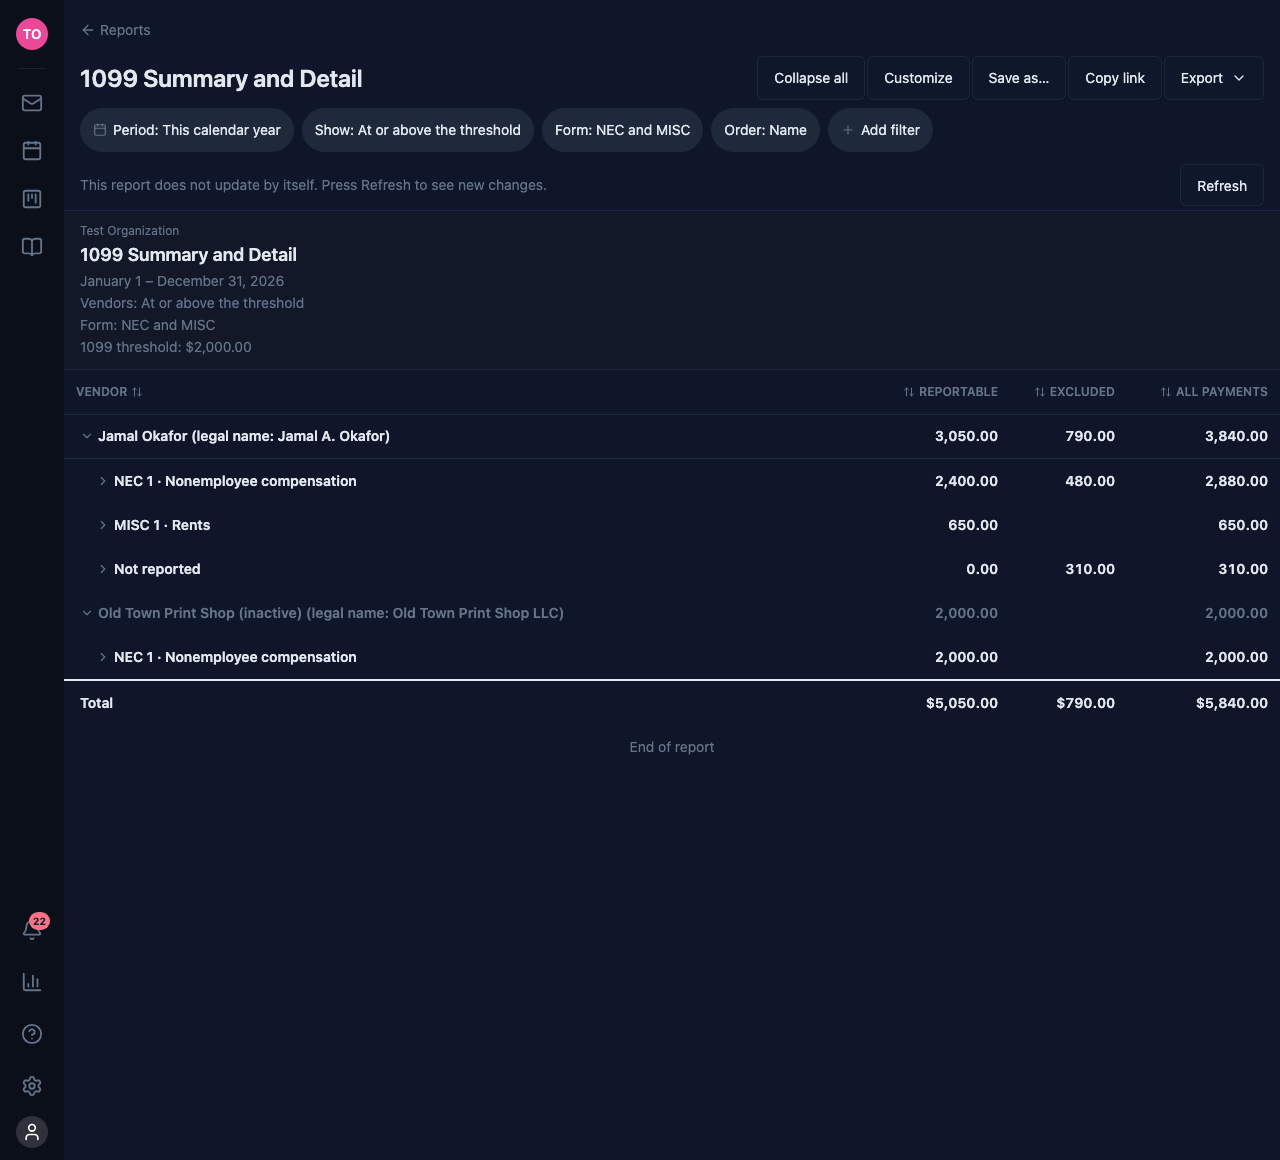 TO
Reports
1099 Summary and Detail
Collapse all
Customize
Save as...
Copy link
Export
Period: This calendar year
Show: At or above the threshold
Form: NEC and MISC
Order: Name
Add filter
This report does not update by itself. Press Refresh to see new changes.
Refresh
Test Organization
1099 Summary and Detail
January 1 – December 31, 2026
Vendors: At or above the threshold
Form: NEC and MISC
1099 threshold: $2,000.00
VENDOR REPORTABLE EXCLUDED ALL PAYMENTS
Jamal Okafor (legal name: Jamal A. Okafor) 3,050.00 790.00 3,840.00
NEC 1 · Nonemployee compensation 2,400.00 480.00 2,880.00
MISC 1 · Rents 650.00 650.00
Not reported 0.00 310.00 310.00
Old Town Print Shop (inactive) (legal name: Old Town Print Shop LLC) 2,000.00 2,000.00
NEC 1 · Nonemployee compensation 2,000.00 2,000.00
Total $5,050.00 $790.00 $5,840.00
End of report
22